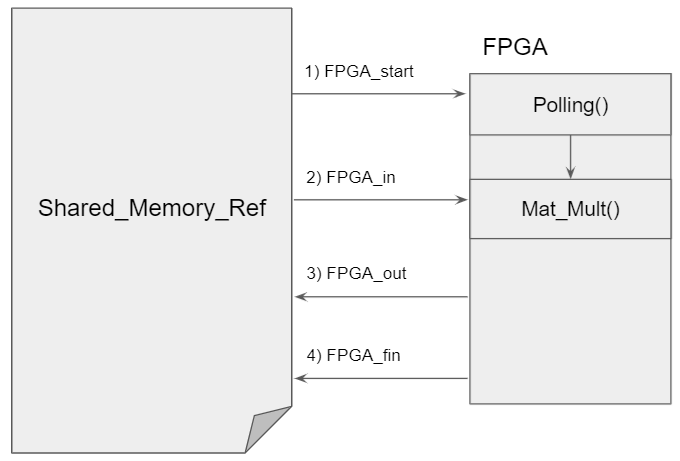 FPGA
1) FPGA_start
Polling()
2) FPGA_in
Shared_Memory_Ref
Mat_Mult()
3) FPGA_out
4) FPGA_fin